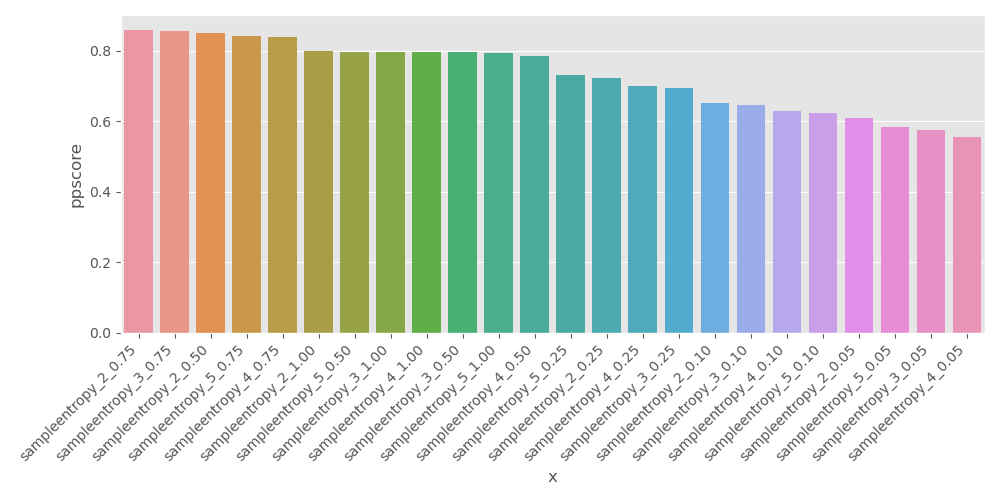 0.8
0.6
0.4
0.2
0.0
ppscore
sampleentropy_2_0.75
sampleentropy_3_0.75
sampleentropy_2_0.50
sampleentropy_5_0.75
sampleentropy_4_0.75
sampleentropy_2_1.00
sampleentropy_5_0.50
sampleentropy_3_1.00
sampleentropy_4_1.00
sampleentropy_3_0.50
sampleentropy_5_1.00
sampleentropy_4_0.50
sampleentropy_5_0.25
sampleentropy_2_0.25
sampleentropy_4_0.25
sampleentropy_3_0.25
sampleentropy_2_0.10
sampleentropy_3_0.10
sampleentropy_4_0.10
sampleentropy_5_0.10
sampleentropy_2_0.05
sampleentropy_5_0.05
sampleentropy_3_0.05
sampleentropy_4_0.05
x